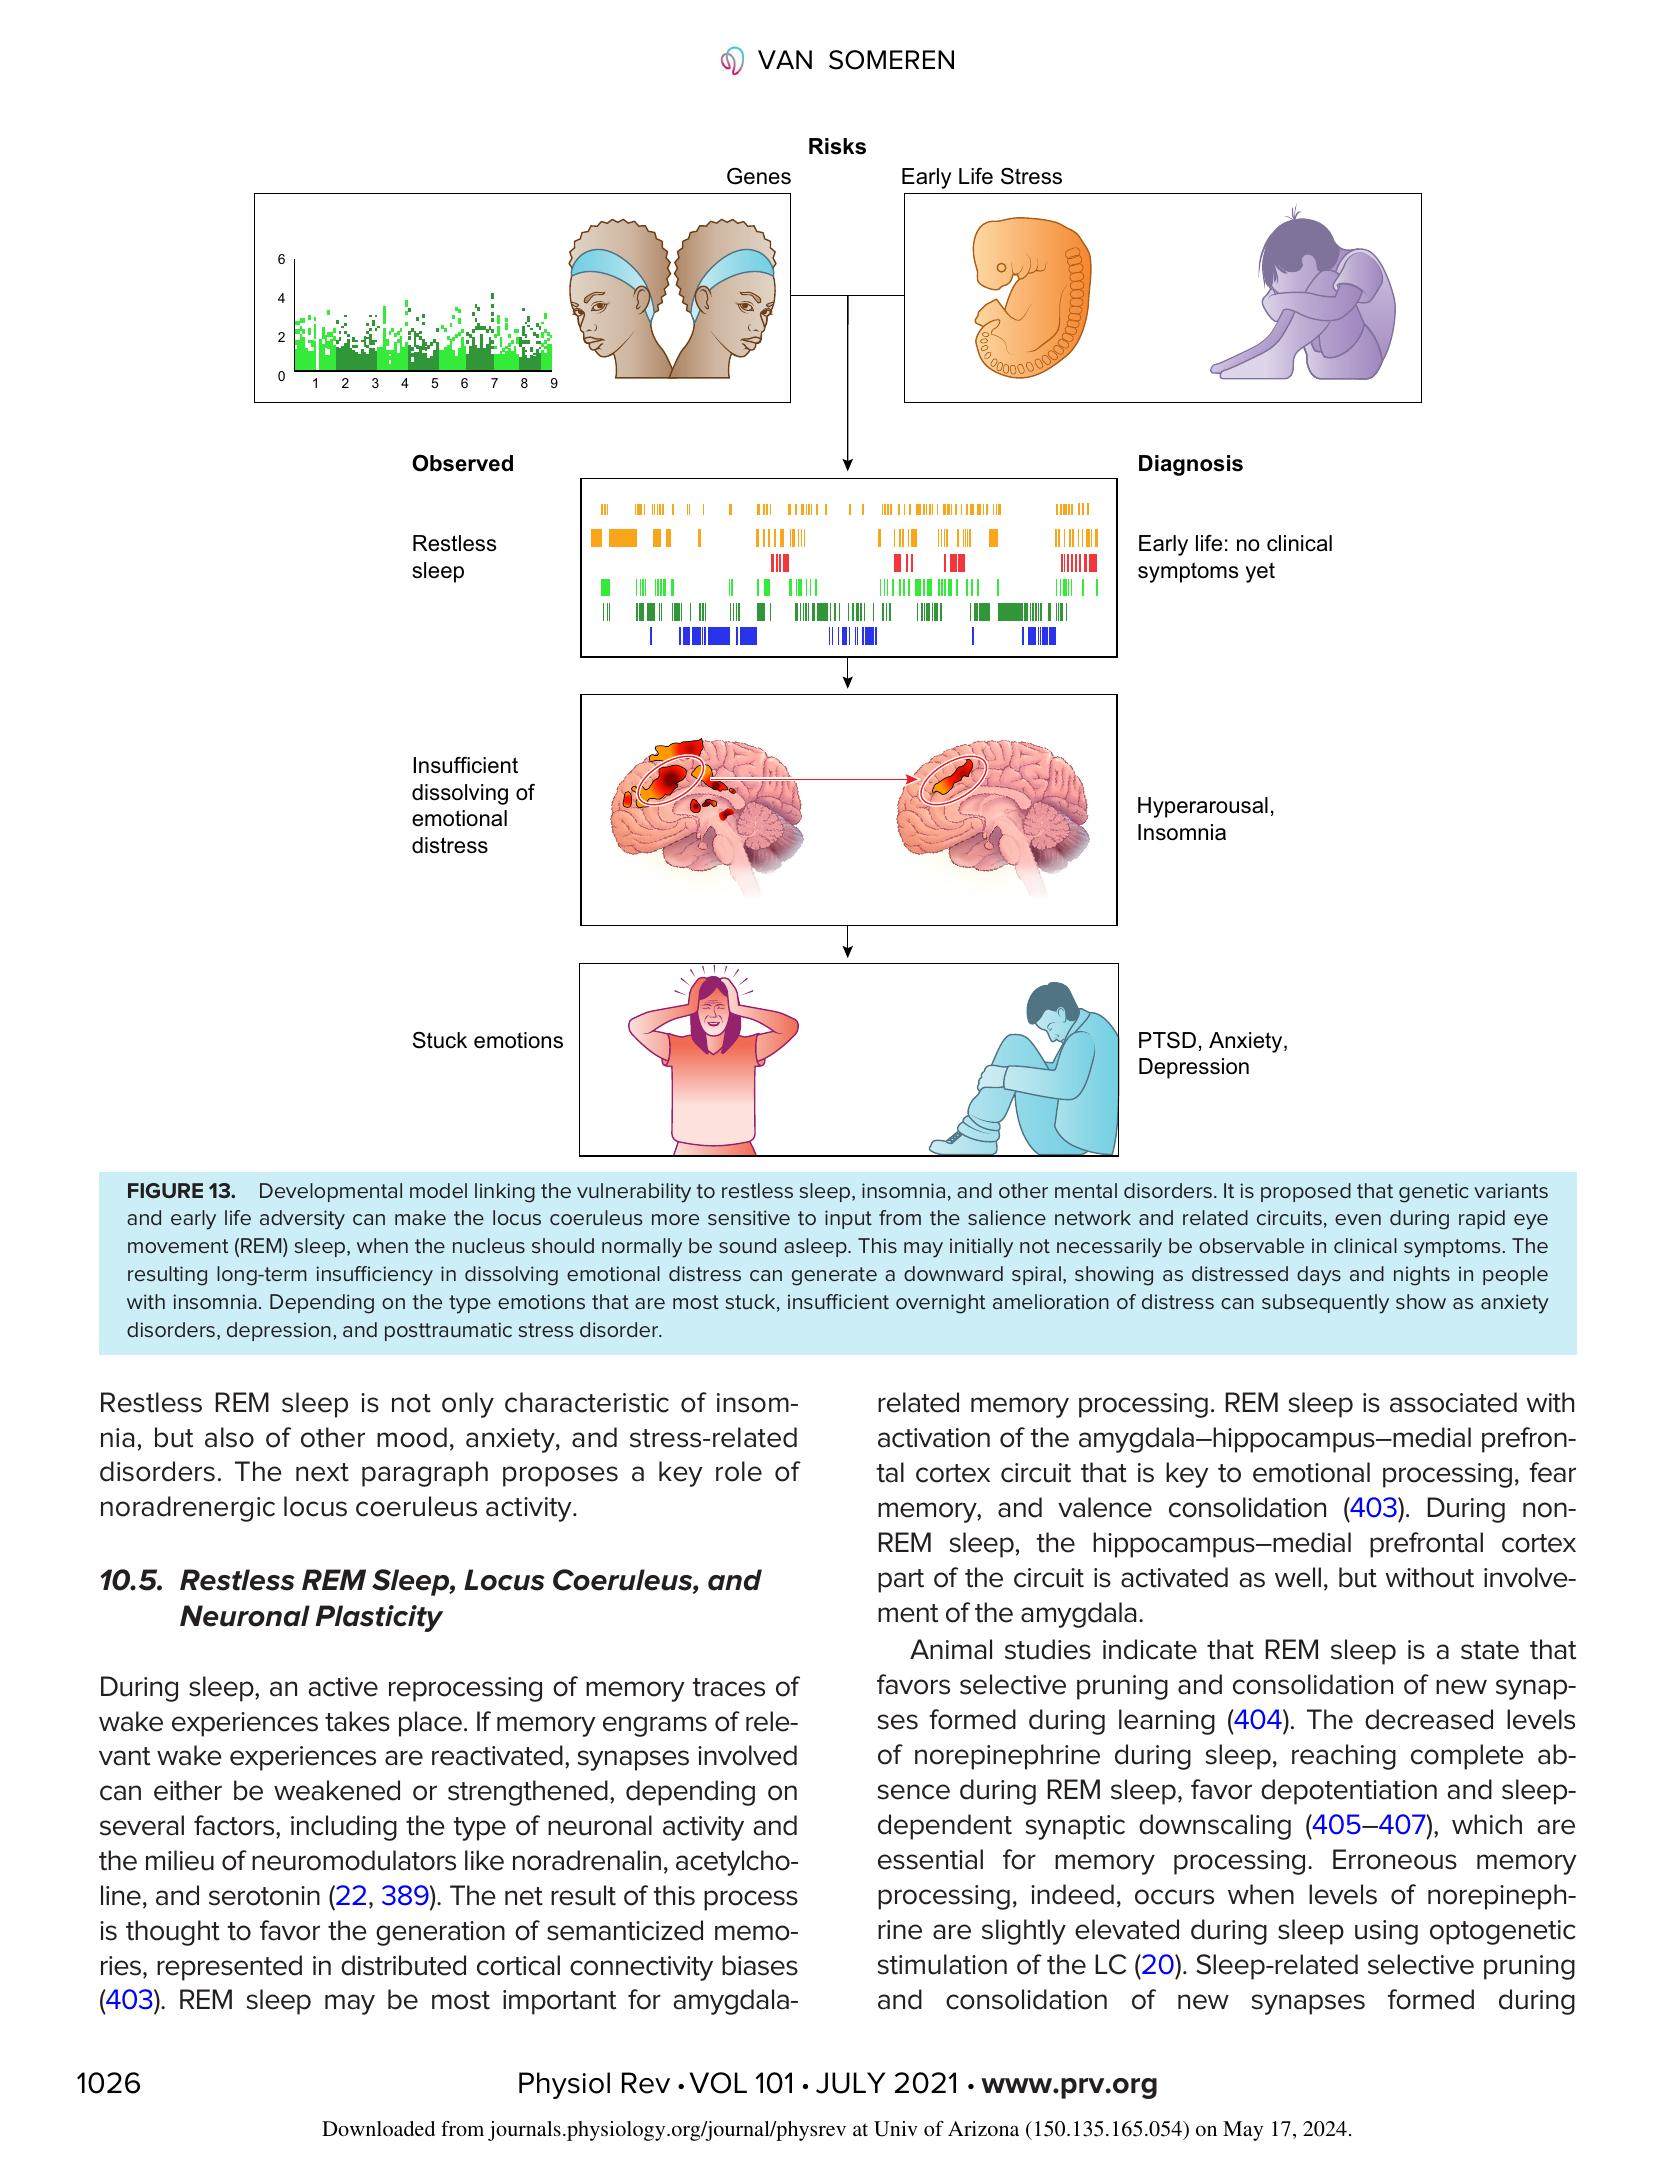 VAN SOMEREN
Risks
Genes
Early Life Stress
6
4
2
0
1 2 3 4 5 6 7 8 9
Observed
Diagnosis
Restless
sleep
Early life: no clinical
symptoms yet
Insufficient
dissolving of
emotional
distress
Hyperarousal,
Insomnia
Stuck emotions
PTSD, Anxiety,
Depression
FIGURE 13. Developmental model linking the vulnerability to restless sleep, insomnia, and other mental disorders. It is proposed that genetic variants
and early life adversity can make the locus coeruleus more sensitive to input from the salience network and related circuits, even during rapid eye
movement (REM) sleep, when the nucleus should normally be sound asleep. This may initially not necessarily be observable in clinical symptoms. The
resulting long-term insufficiency in dissolving emotional distress can generate a downward spiral, showing as distressed days and nights in people
with insomnia. Depending on the type emotions that are most stuck, insufficient overnight amelioration of distress can subsequently show as anxiety
disorders, depression, and posttraumatic stress disorder.
Restless REM sleep is not only characteristic of insom-
nia, but also of other mood, anxiety, and stress-related
disorders. The next paragraph proposes a key role of
noradrenergic locus coeruleus activity.
10.5. Restless REM Sleep, Locus Coeruleus, and
Neuronal Plasticity
During sleep, an active reprocessing of memory traces of
wake experiences takes place. If memory engrams of rele-
vant wake experiences are reactivated, synapses involved
can either be weakened or strengthened, depending on
several factors, including the type of neuronal activity and
the milieu of neuromodulators like noradrenalin, acetylcho-
line, and serotonin (22, 389). The net result of this process
is thought to favor the generation of semanticized memo-
ries, represented in distributed cortical connectivity biases
(403). REM sleep may be most important for amygdala-
related memory processing. REM sleep is associated with
activation of the amygdala–hippocampus–medial prefron-
tal cortex circuit that is key to emotional processing, fear
memory, and valence consolidation (403). During non-
REM sleep, the hippocampus–medial prefrontal cortex
part of the circuit is activated as well, but without involve-
ment of the amygdala.
Animal studies indicate that REM sleep is a state that
favors selective pruning and consolidation of new synap-
ses formed during learning (404). The decreased levels
of norepinephrine during sleep, reaching complete ab-
sence during REM sleep, favor depotentiation and sleep-
dependent synaptic downscaling (405–407), which are
essential for memory processing. Erroneous memory
processing, indeed, occurs when levels of norepineph-
rine are slightly elevated during sleep using optogenetic
stimulation of the LC (20). Sleep-related selective pruning
and consolidation of new synapses formed during
1026
Physiol Rev • VOL 101 • JULY 2021 • www.prv.org
Downloaded from journals.physiology.org/journal/physrev at Univ of Arizona (150.135.165.054) on May 17, 2024.